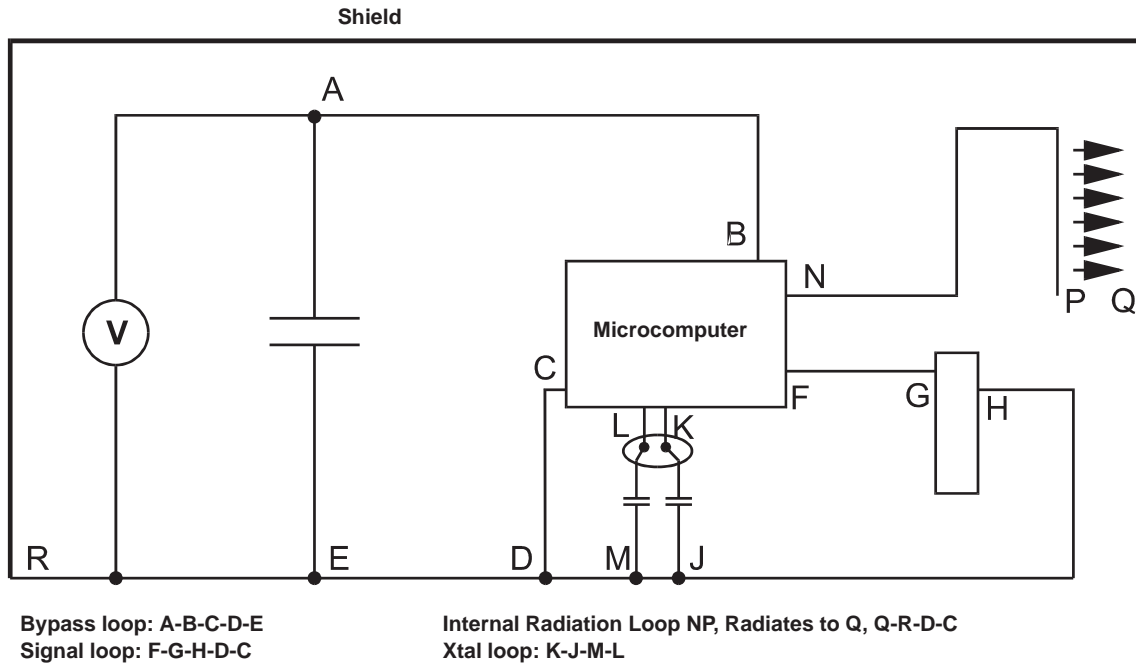 Shield
A
B
N
V
Microcomputer
P Q
C
F
G
H
L K
R
E
D
M
J
Bypass loop: A-B-C-D-E
Signal loop: F-G-H-D-C
Internal Radiation Loop NP, Radiates to Q, Q-R-D-C
Xtal loop: K-J-M-L